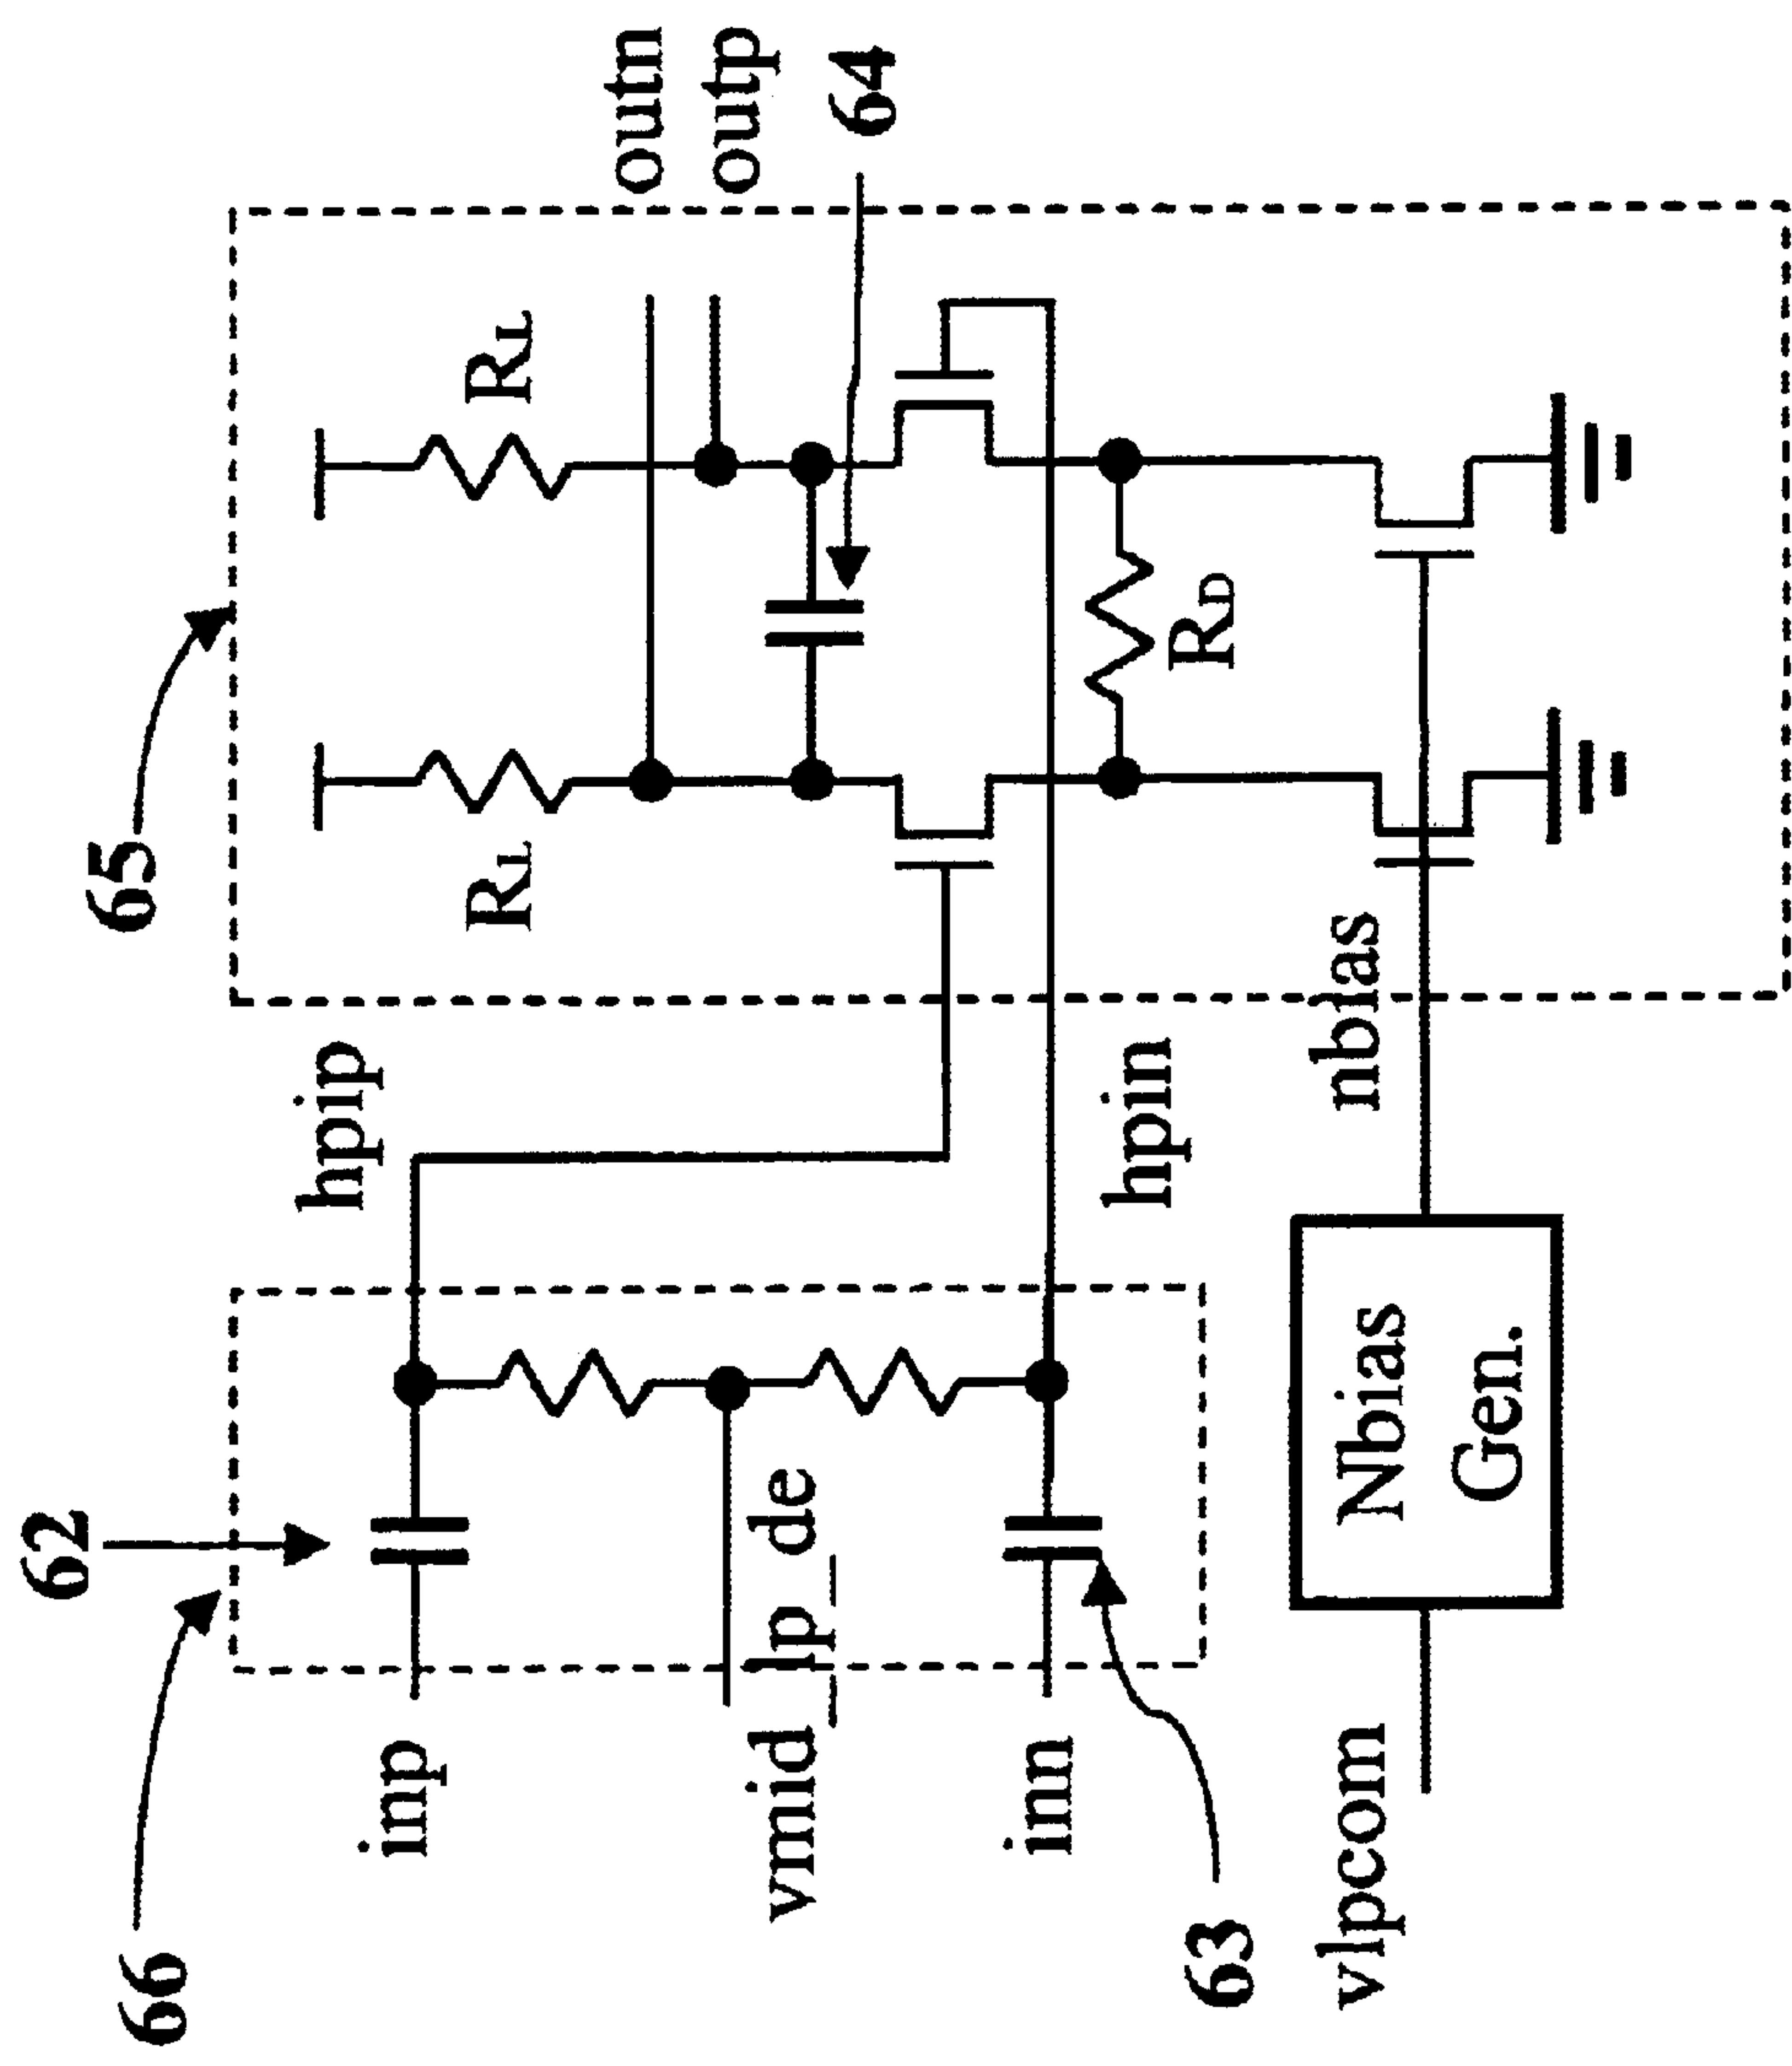 66
62
65
inp
vmid_lp_de
inn
63
hpip
hpin
RL
RL
outn
outp
64
RD
nbias
vlpcom
Nbias
Gen.